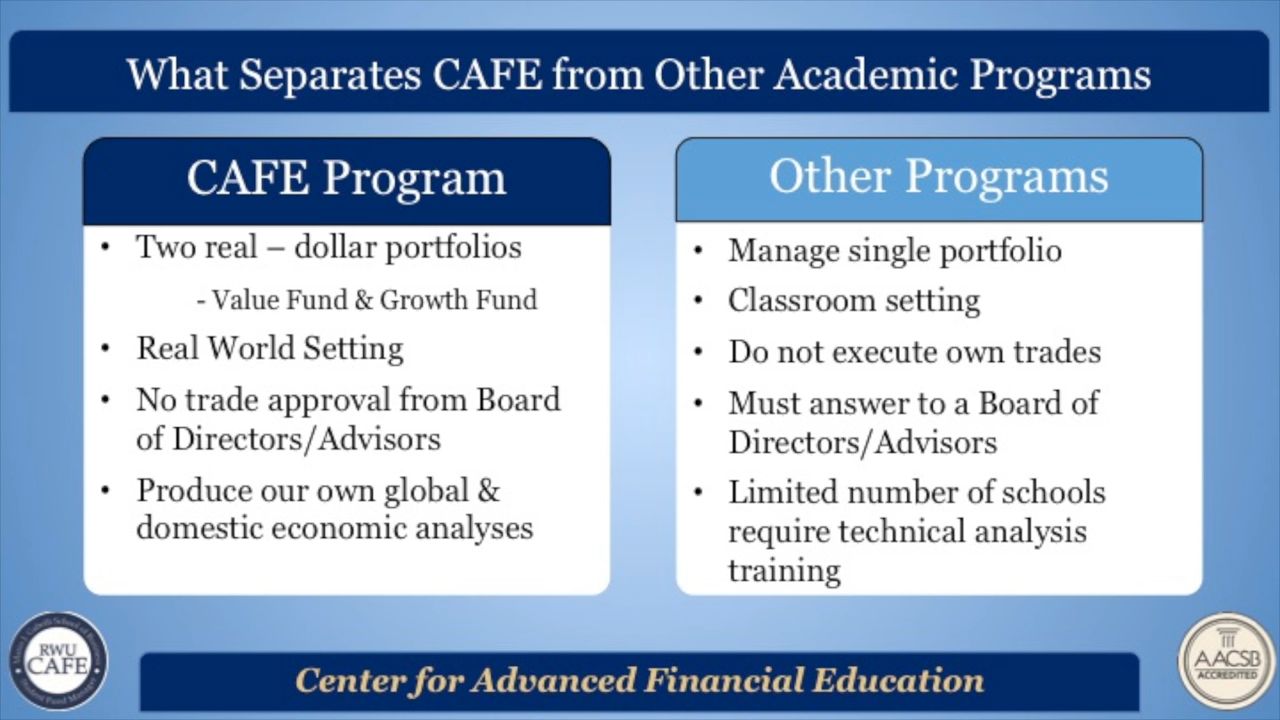 What Separates CAFE from Other Academic Programs
CAFE Program
• Two real – dollar portfolios
- Value Fund & Growth Fund
• Real World Setting
• No trade approval from Board
of Directors/Advisors
• Produce our own global &
domestic economic analyses
Other Programs
• Manage single portfolio
• Classroom setting
• Do not execute own trades
• Must answer to a Board of
Directors/Advisors
• Limited number of schools
require technical analysis
training
RWU
CAFE
Center for Advanced Financial Education
AACSB
ACCREDITED